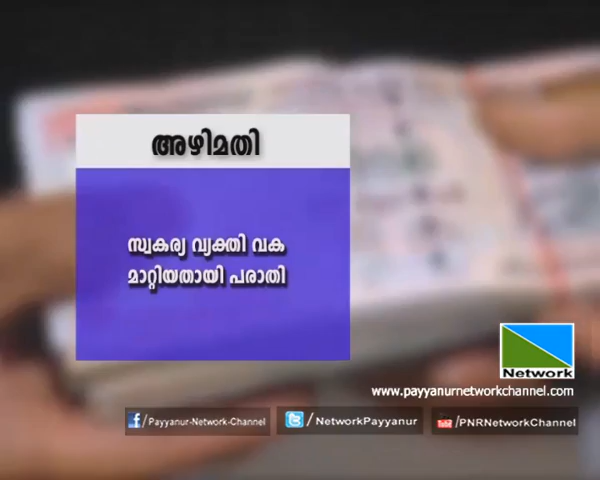 അഴിമതി
സ്വകര്യ വ്യക്തി വക
മാറ്റിയതായി പരാതി
Network
www.payyanurnetworkchannel.com
f /Payyanur-Network-Channel
/NetworkPayyanur
You Tube /PNRNetworkChannel